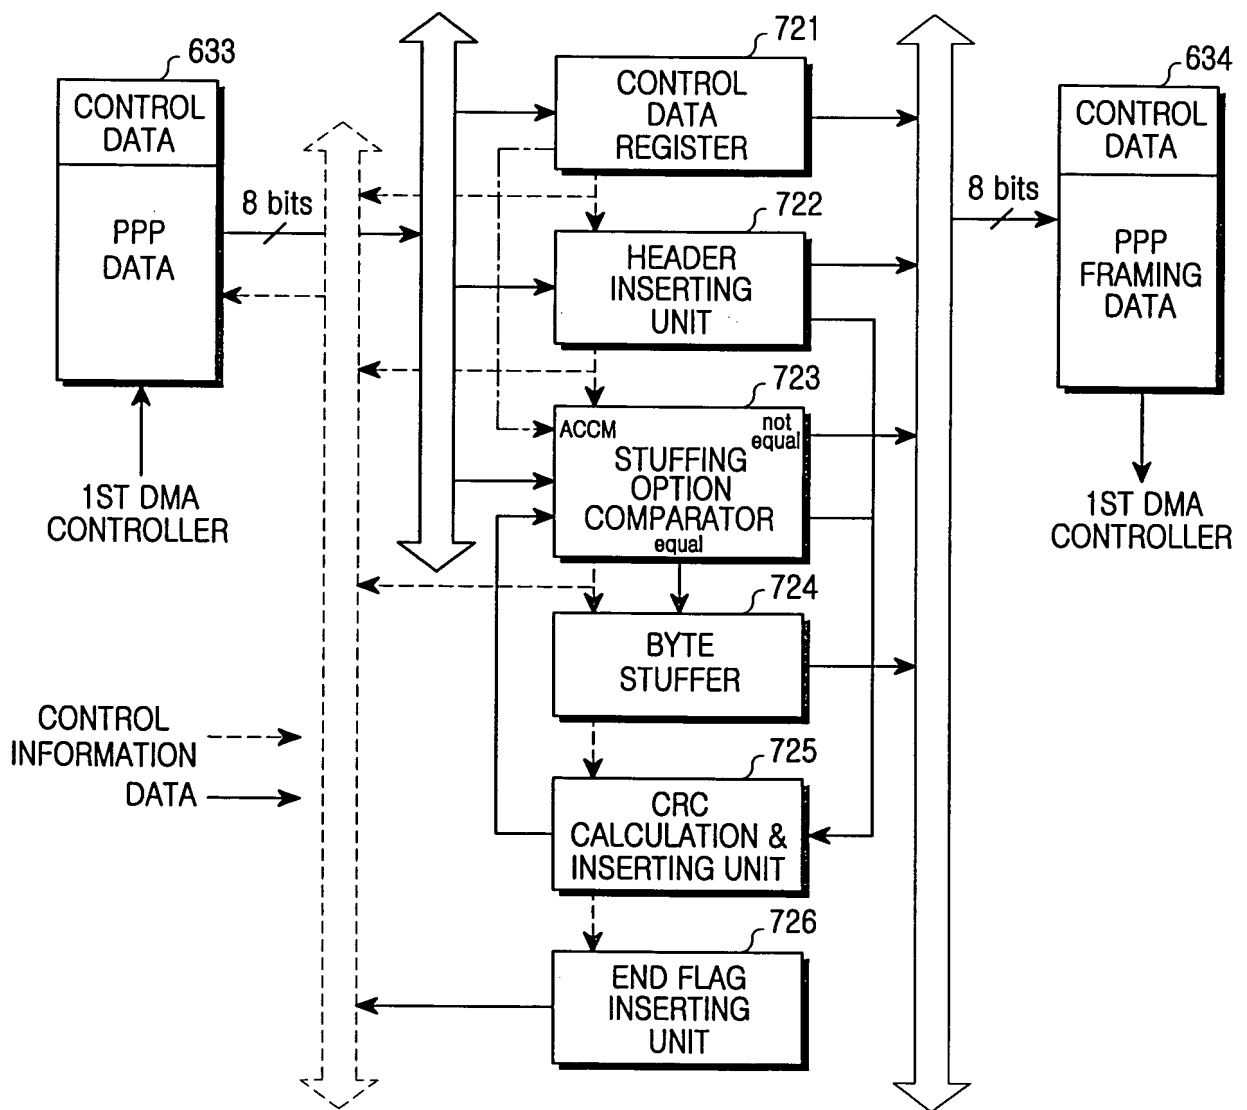 633
CONTROL
DATA
PPP
DATA
8 bits
1ST DMA
CONTROLLER
721
CONTROL
DATA
REGISTER
722
HEADER
INSERTING
UNIT
723
ACCM
not
equal
STUFFING
OPTION
COMPARATOR
equal
724
BYTE
STUFFER
725
CRC
CALCULATION &
INSERTING UNIT
726
END FLAG
INSERTING
UNIT
634
CONTROL
DATA
8 bits
PPP
FRAMING
DATA
1ST DMA
CONTROLLER
CONTROL
INFORMATION
DATA